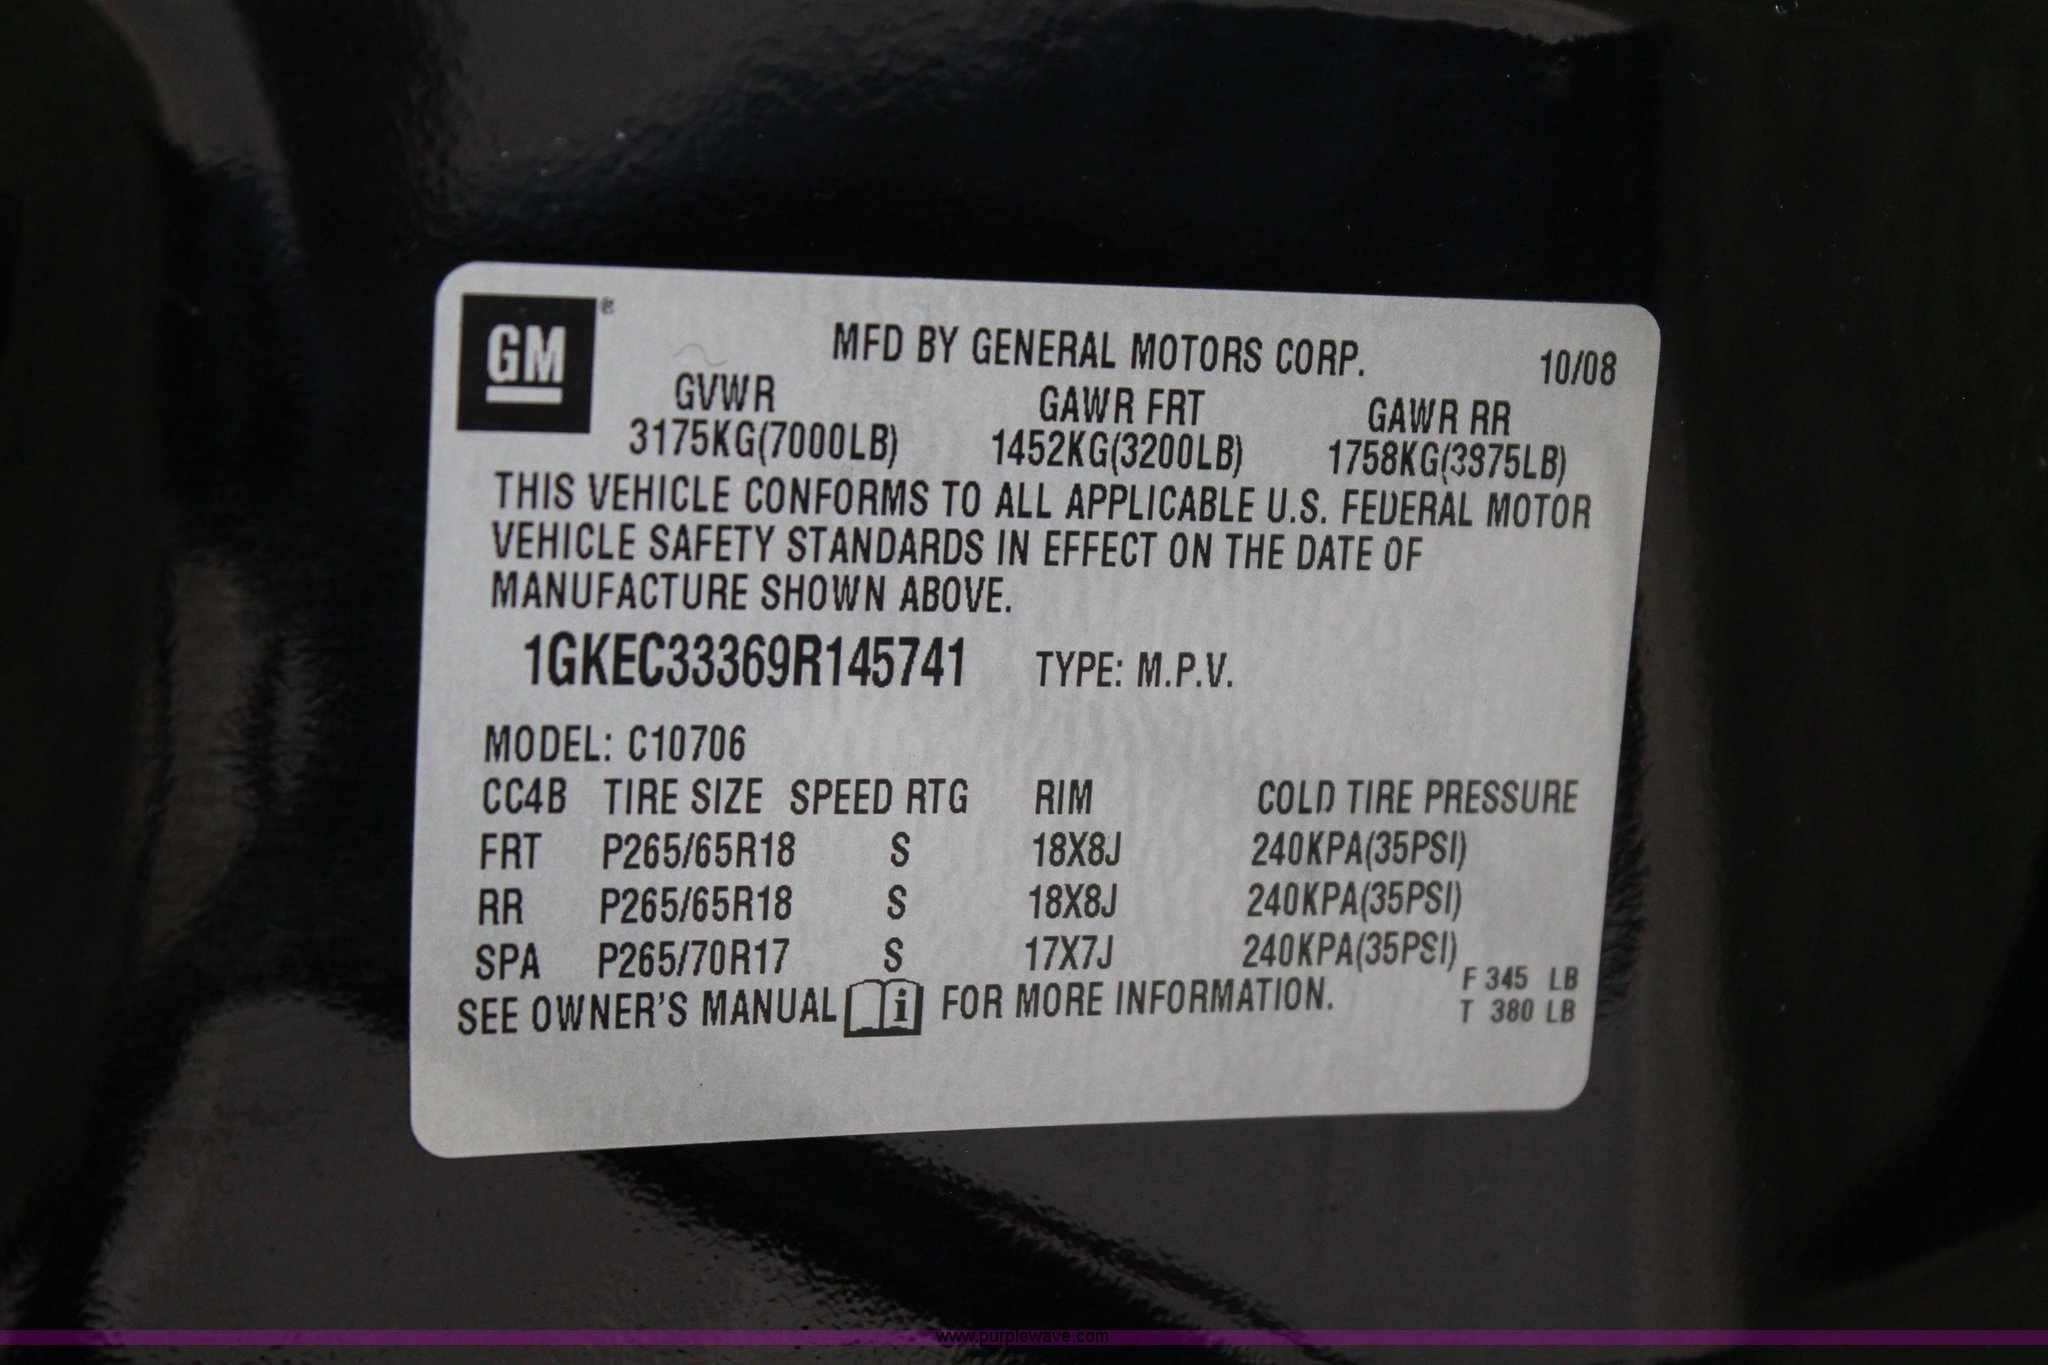 GM ®
MFD BY GENERAL MOTORS CORP. 10/08
GVWR GAWR FRT GAWR RR
3175KG(7000LB) 1452KG(3200LB) 1758KG(3875LB)
THIS VEHICLE CONFORMS TO ALL APPLICABLE U.S. FEDERAL MOTOR
VEHICLE SAFETY STANDARDS IN EFFECT ON THE DATE OF
MANUFACTURE SHOWN ABOVE.
1GKEC33369R145741 TYPE: M.P.V.
MODEL: C10706
CC4B TIRE SIZE SPEED RTG RIM COLD TIRE PRESSURE
FRT P265/65R18 S 18X8J 240KPA(35PSI)
RR P265/65R18 S 18X8J 240KPA(35PSI)
SPA P265/70R17 S 17X7J 240KPA(35PSI)
F 345 LB
SEE OWNER'S MANUAL i FOR MORE INFORMATION. T 380 LB
www.purplewave.com